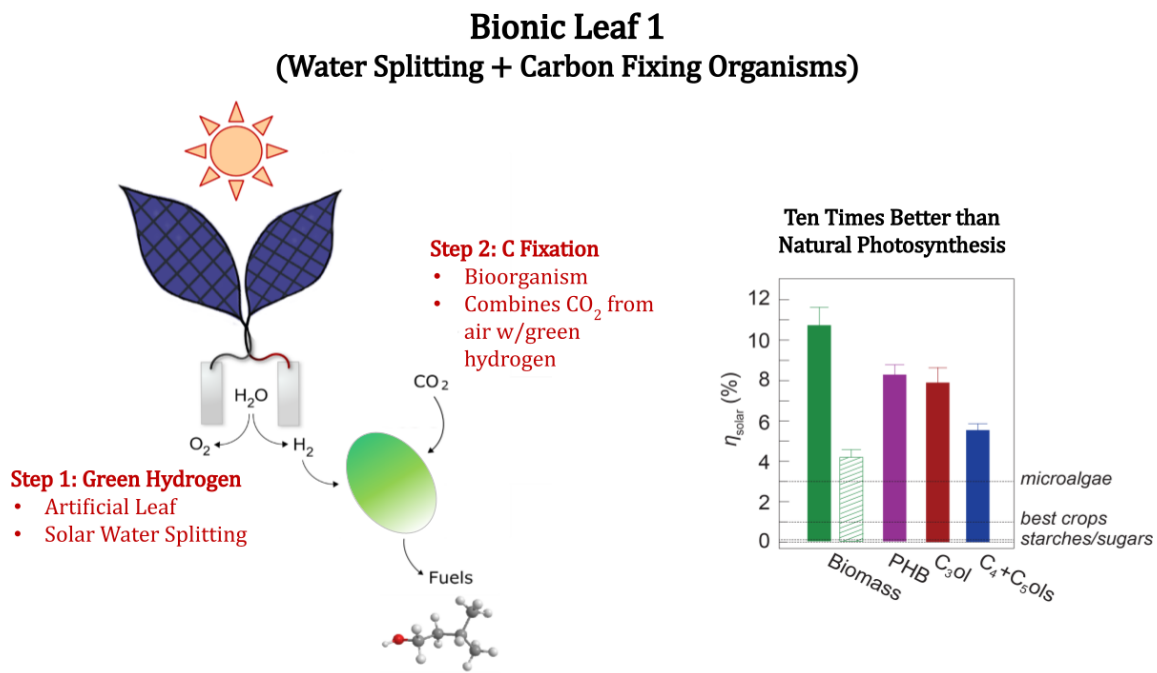 Bionic Leaf 1
(Water Splitting + Carbon Fixing Organisms)
Step 2: C Fixation
• Bioorganism
• Combines CO₂ from
air w/green
hydrogen
CO₂
H₂O
O₂
H₂
Step 1: Green Hydrogen
• Artificial Leaf
• Solar Water Splitting
Fuels
Ten Times Better than
Natural Photosynthesis
η solar (%)
12
10
8
6
4
2
0
microalgae
best crops
starches/sugars
Biomass
PHB
C₃ol
C₄+C₅ols